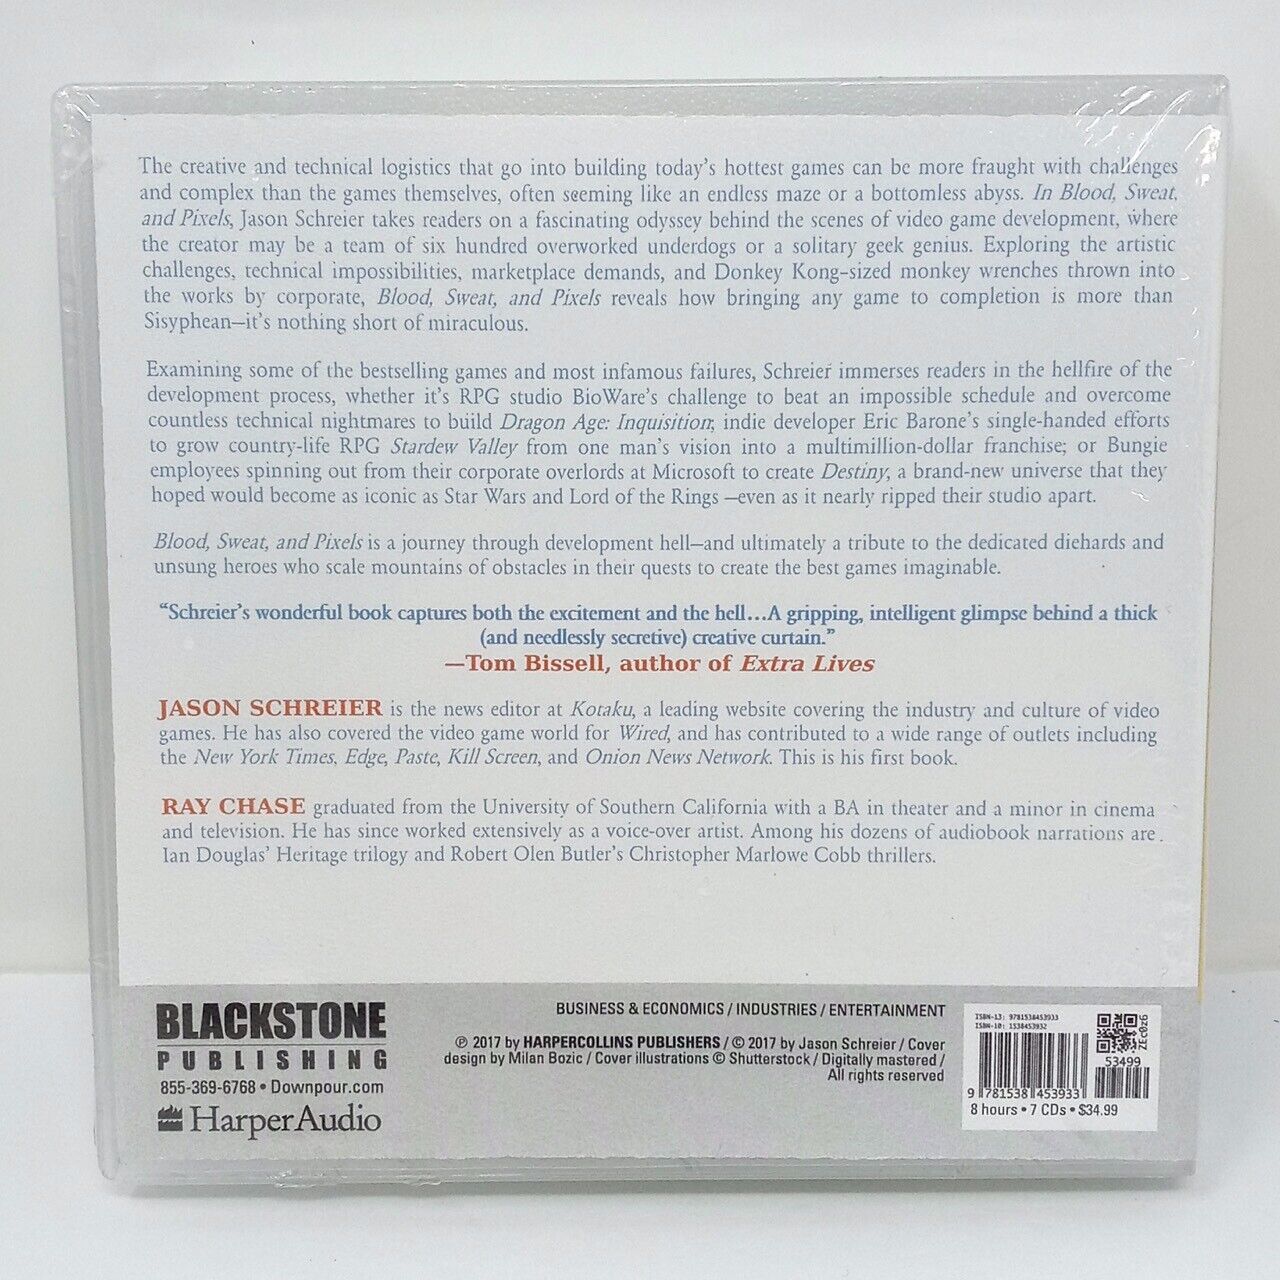 The creative and technical logistics that go into building today's hottest games can be more fraught with challenges
and complex than the games themselves, often seeming like an endless maze or a bottomless abyss. In Blood, Sweat,
and Pixels, Jason Schreier takes readers on a fascinating odyssey behind the scenes of video game development, where
the creator may be a team of six hundred overworked underdogs or a solitary geek genius. Exploring the artistic
challenges, technical impossibilities, marketplace demands, and Donkey Kong–sized monkey wrenches thrown into
the works by corporate, Blood, Sweat, and Pixels reveals how bringing any game to completion is more than
Sisyphean—it's nothing short of miraculous.
Examining some of the bestselling games and most infamous failures, Schreier immerses readers in the hellfire of the
development process, whether it's RPG studio BioWare's challenge to beat an impossible schedule and overcome
countless technical nightmares to build Dragon Age: Inquisition; indie developer Eric Barone's single-handed efforts
to grow country-life RPG Stardew Valley from one man's vision into a multimillion-dollar franchise; or Bungie
employees spinning out from their corporate overlords at Microsoft to create Destiny, a brand-new universe that they
hoped would become as iconic as Star Wars and Lord of the Rings —even as it nearly ripped their studio apart.
Blood, Sweat, and Pixels is a journey through development hell—and ultimately a tribute to the dedicated diehards and
unsung heroes who scale mountains of obstacles in their quests to create the best games imaginable.
“Schreier's wonderful book captures both the excitement and the hell…A gripping, intelligent glimpse behind a thick
(and needlessly secretive) creative curtain.”
—Tom Bissell, author of Extra Lives
JASON SCHREIER is the news editor at Kotaku, a leading website covering the industry and culture of video
games. He has also covered the video game world for Wired, and has contributed to a wide range of outlets including
the New York Times, Edge, Paste, Kill Screen, and Onion News Network. This is his first book.
RAY CHASE graduated from the University of Southern California with a BA in theater and a minor in cinema
and television. He has since worked extensively as a voice-over artist. Among his dozens of audiobook narrations are
Ian Douglas' Heritage trilogy and Robert Olen Butler's Christopher Marlowe Cobb thrillers.
BLACKSTONE
PUBLISHING
855-369-6768 • Downpour.com
HarperAudio
BUSINESS & ECONOMICS / INDUSTRIES / ENTERTAINMENT
℗ 2017 by HARPERCOLLINS PUBLISHERS / © 2017 by Jason Schreier / Cover
design by Milan Bozic / Cover illustrations © Shutterstock / Digitally mastered /
All rights reserved
ISBN-13: 9781538453933
ISBN-10: 1538453932
ZEc0z6
53499
9 781538 453933
8 hours • 7 CDs • $34.99